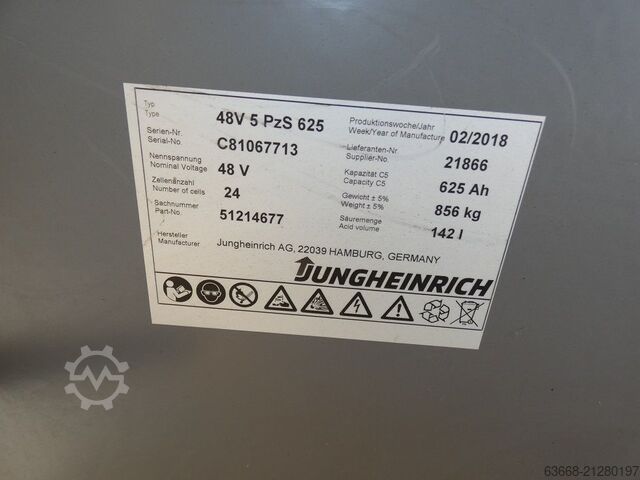 Typ
Type
48V 5 PzS 625
Serien-Nr.
Serial-No.
C81067713
Nennspannung
Nominal Voltage
48 V
Zellenanzahl
Number of cells
24
Sachnummer
Part-No.
51214677
Hersteller
Manufacturer
Jungheinrich AG, 22039 HAMBURG, GERMANY
Produktionswoche/Jahr
Week/Year of Manufacture
02/2018
Lieferanten-Nr
Supplier-No.
21866
Kapazität C5
Capacity C5
625 Ah
Gewicht ± 5%
Weight ± 5%
856 kg
Säuremenge
Acid volume
142 l
JUNGHEINRICH
Pb
63668-21280197